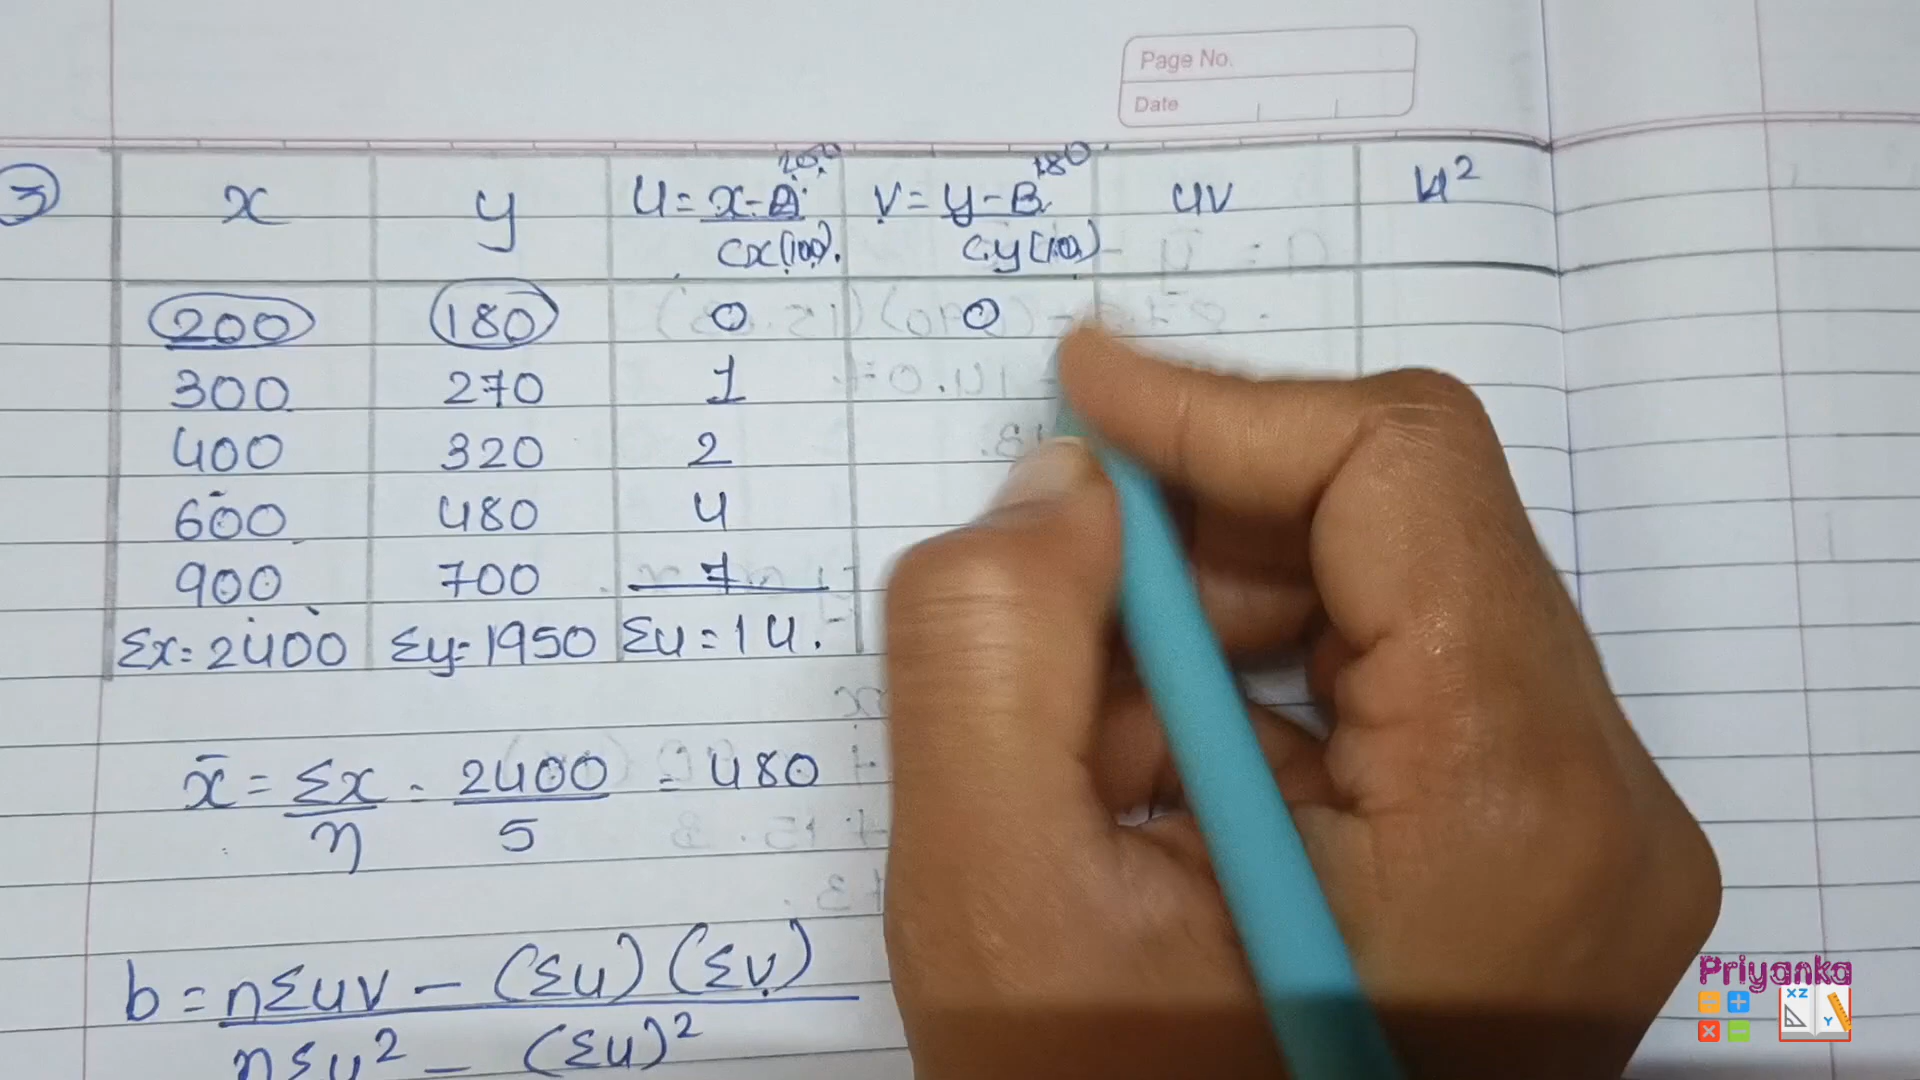 Page No.
Date
3
x y u = x-A 200 / cx(100). v = y-B 180 / cy(10) uv u²
200 180 0 0
300 270 1
400 320 2
600 480 4
900 700 7
Σx = 2400 Σy = 1950 Σu = 14.
x̄ = Σx / n = 2400 / 5 = 480
b = nΣuv - (Σu) (Σv)
nΣu² - (Σu)²
Priyanka
XZ
Y